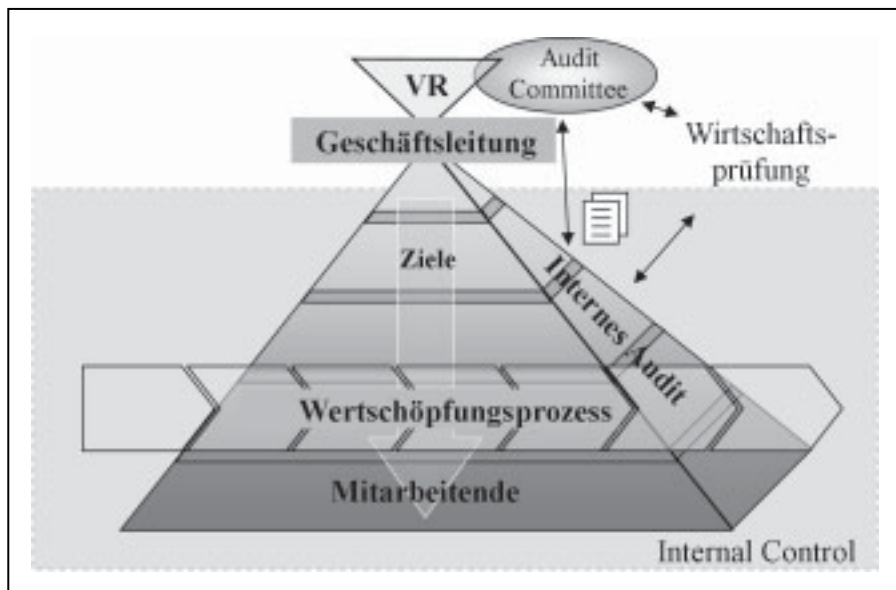 VR
Audit
Committee
Geschäftsleitung
Wirtschafts-
prüfung
Ziele
Internes Audit
Wertschöpfungsprozess
Mitarbeitende
Internal Control